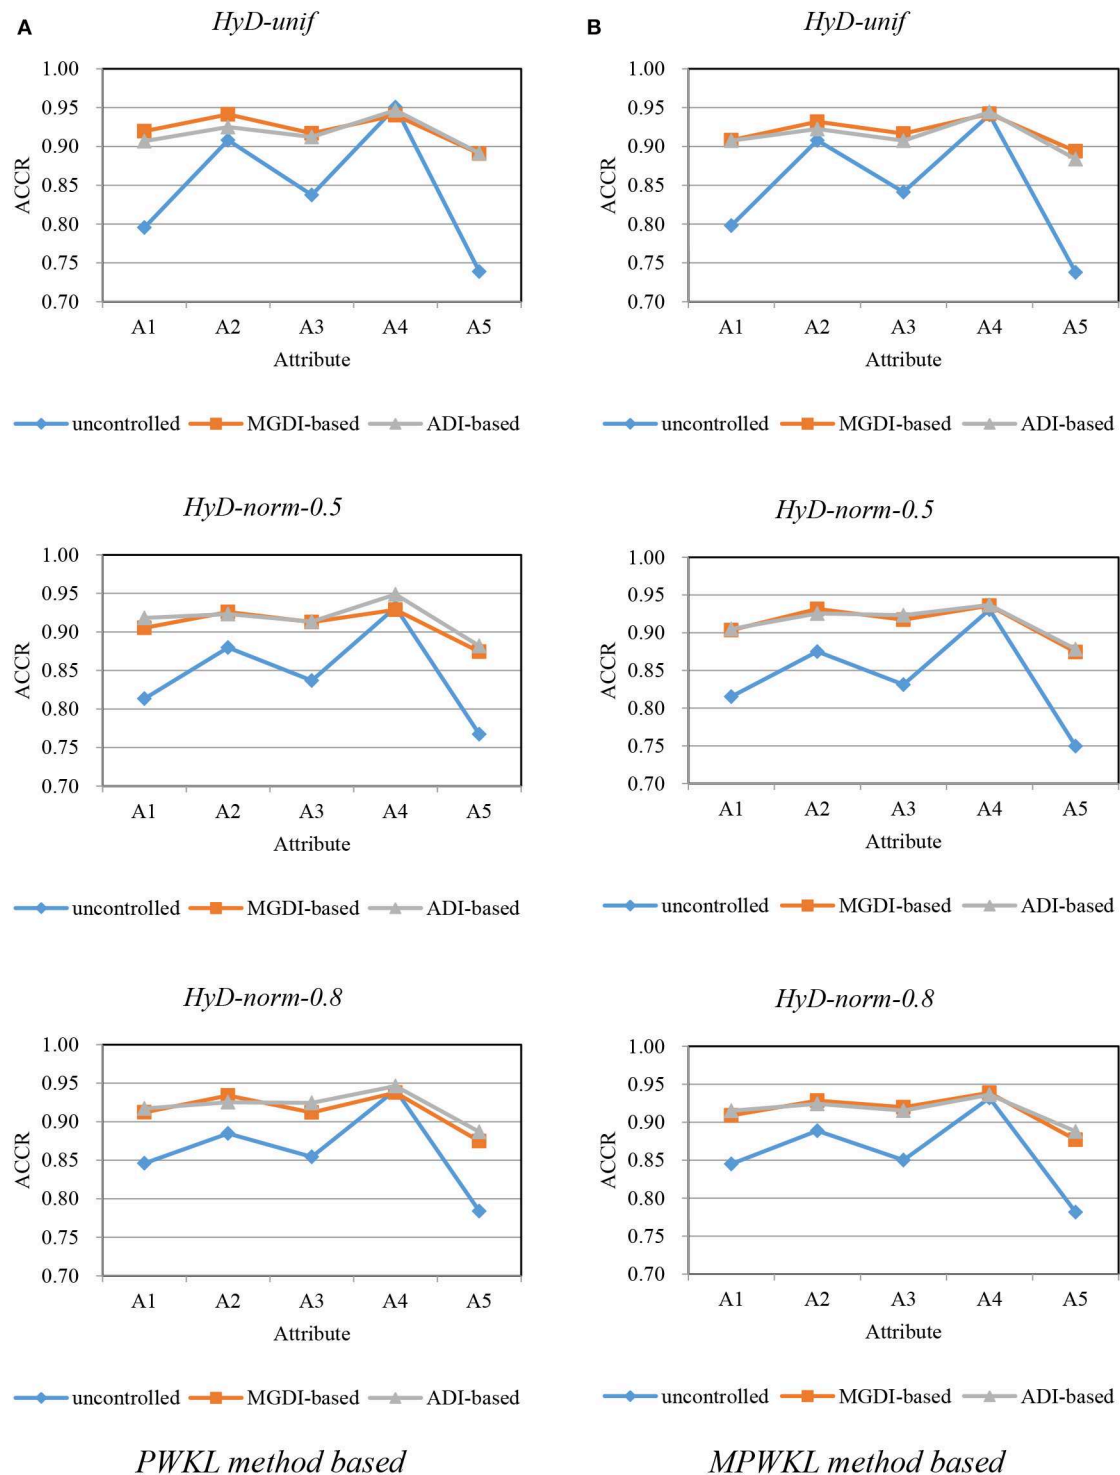 A
HyD-unif
1.00
0.95
0.90
0.85
0.80
0.75
0.70
ACCR
A1 A2 A3 A4 A5
Attribute
uncontrolled MGDI-based ADI-based
B
HyD-unif
1.00
0.95
0.90
0.85
0.80
0.75
0.70
ACCR
A1 A2 A3 A4 A5
Attribute
uncontrolled MGDI-based ADI-based
HyD-norm-0.5
1.00
0.95
0.90
0.85
0.80
0.75
0.70
ACCR
A1 A2 A3 A4 A5
Attribute
uncontrolled MGDI-based ADI-based
HyD-norm-0.5
1.00
0.95
0.90
0.85
0.80
0.75
0.70
ACCR
A1 A2 A3 A4 A5
Attribute
uncontrolled MGDI-based ADI-based
HyD-norm-0.8
1.00
0.95
0.90
0.85
0.80
0.75
0.70
ACCR
A1 A2 A3 A4 A5
Attribute
uncontrolled MGDI-based ADI-based
HyD-norm-0.8
1.00
0.95
0.90
0.85
0.80
0.75
0.70
ACCR
A1 A2 A3 A4 A5
Attribute
uncontrolled MGDI-based ADI-based
PWKL method based
MPWKL method based